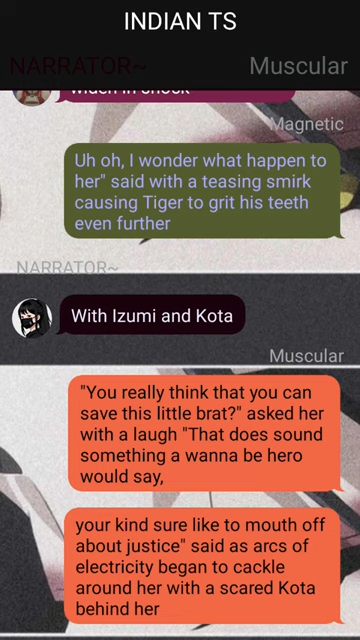 INDIAN TS
NARRATOR~
Muscular
widen in shock
Magnetic
Uh oh, I wonder what happen to
her" said with a teasing smirk
causing Tiger to grit his teeth
even further
NARRATOR~
With Izumi and Kota
Muscular
"You really think that you can
save this little brat?" asked her
with a laugh "That does sound
something a wanna be hero
would say,
your kind sure like to mouth off
about justice" said as arcs of
electricity began to cackle
around her with a scared Kota
behind her